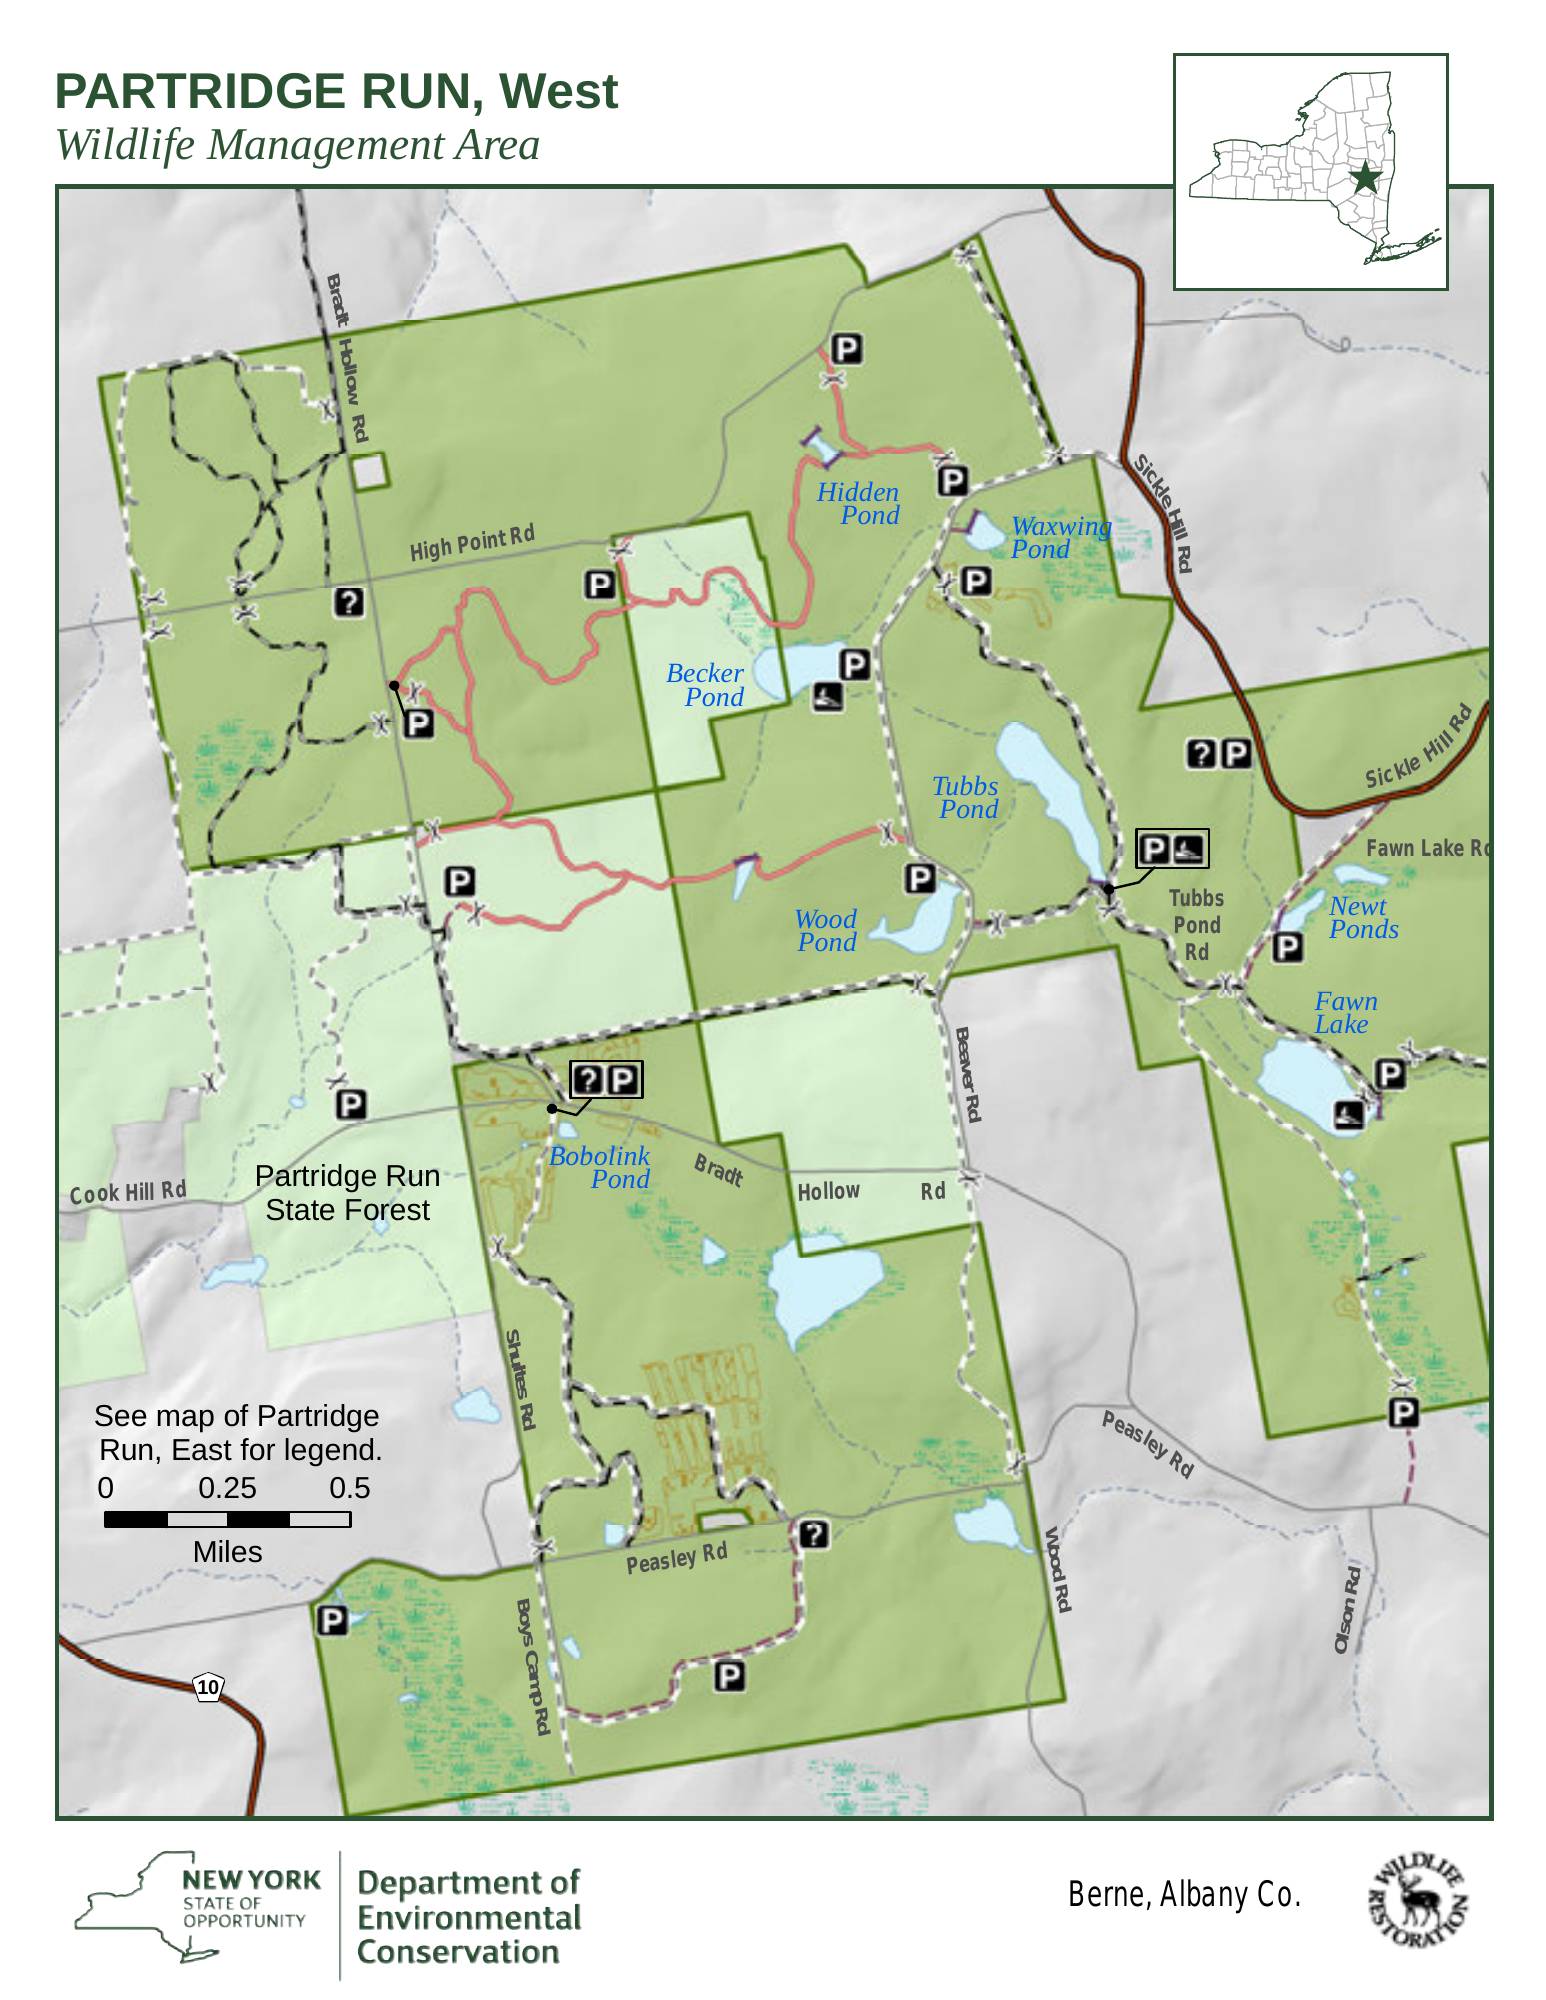 PARTRIDGE RUN, West
Wildlife Management Area
Bradt Hollow Rd
High Point Rd
Hidden
Pond
Waxwing
Pond
Sickle Hill Rd
Becker
Pond
Sickle Hill Rd
Tubbs
Pond
Fawn Lake Rd
Tubbs
Pond
Rd
Newt
Ponds
Wood
Pond
Fawn
Lake
Beaver Rd
Bobolink
Pond
Bradt
Hollow
Rd
Cook Hill Rd
Partridge Run
State Forest
Shultes Rd
See map of Partridge
Run, East for legend.
0 0.25 0.5
Miles
Peasley Rd
Peasley Rd
Wood Rd
Olson Rd
Boys Camp Rd
10
P
P
P
P
?
P
P
P
? P
P
P
P
P
P
? P
P
P
P
?
P
P
NEW YORK
STATE OF
OPPORTUNITY
Department of
Environmental
Conservation
Berne, Albany Co.
WILDLIFE
RESTORATION